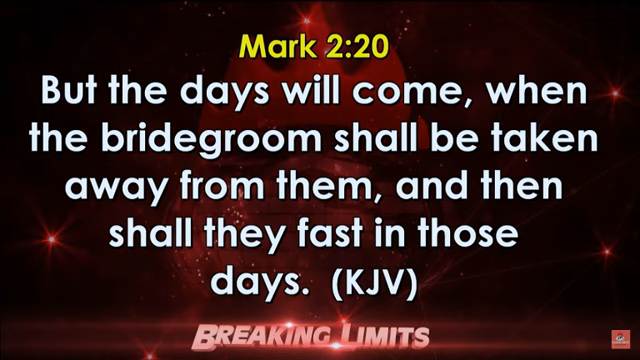 Mark 2:20
But the days will come, when
the bridegroom shall be taken
away from them, and then
shall they fast in those
days. (KJV)
BREAKING LIMITS